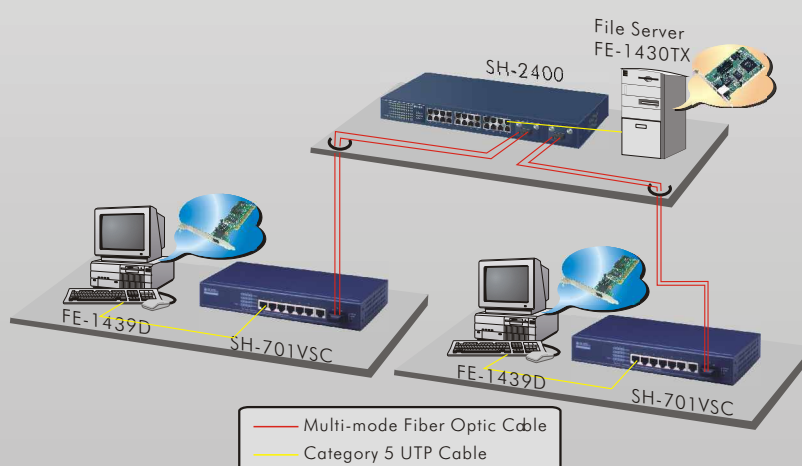 File Server
FE-1430TX
SH-2400
FE-1439D
SH-701VSC
FE-1439D
SH-701VSC
Multi-mode Fiber Optic Cable
Category 5 UTP Cable